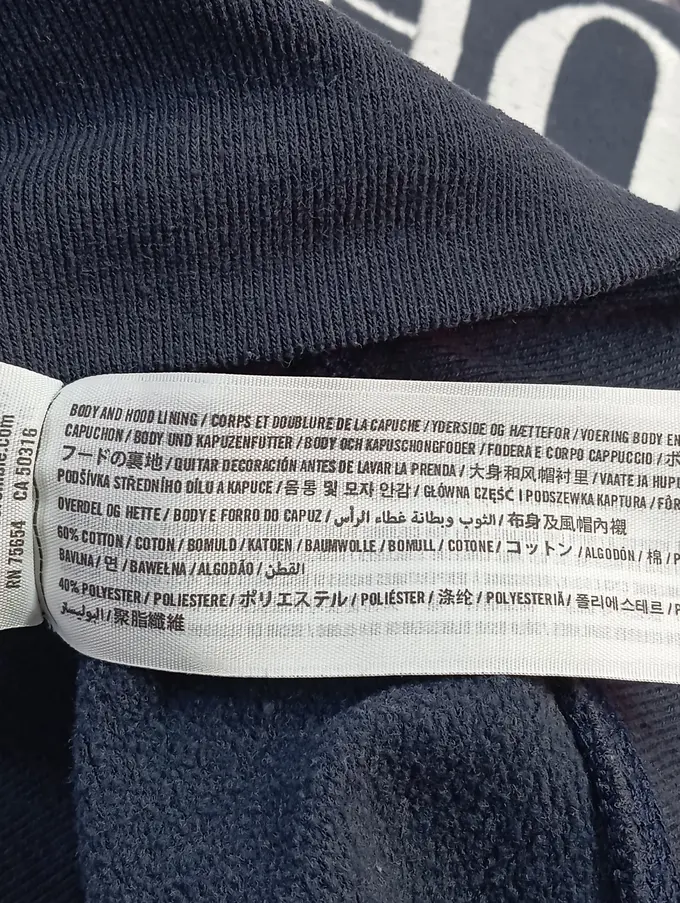 BODY AND HOOD LINING / CORPS ET DOUBLURE DE LA CAPUCHE / YDERSIDE OG HÆTTEFOR / VOERING BODY EN
CAPUCHON / BODY UND KAPUZENFUTTER / BODY OCH KAPUSCHONGFODER / FODERA E CORPO CAPPUCCIO / ボ
フードの裏地 / QUITAR DECORACIÓN ANTES DE LAVAR LA PRENDA / 大身和风帽衬里 / VAATE JA HUPU
PODŠÍVKA STŘEDNÍHO DÍLU A KAPUCE / 몸통 및 모자 안감 / GŁÓWNA CZĘŚĆ I PODSZEWKA KAPTURA / FÔR
OVERDEL OG HETTE / BODY E FORRO DO CAPUZ / الثوب وبطانة غطاء الرأس / 布身及風帽內襯
60% COTTON / COTON / BOMULD / KATOEN / BAUMWOLLE / BOMULL / COTONE / コットン / ALGODÓN / 棉 / P
BAVLNA / 면 / BAWEŁNA / ALGODÃO / القطن
40% POLYESTER / POLIESTERE / ポリエステル / POLIÉSTER / 涤纶 / POLYESTERIÄ / 폴리에스테르 / P
البوليستر / 聚脂纖維
RN 75654 CA 50316